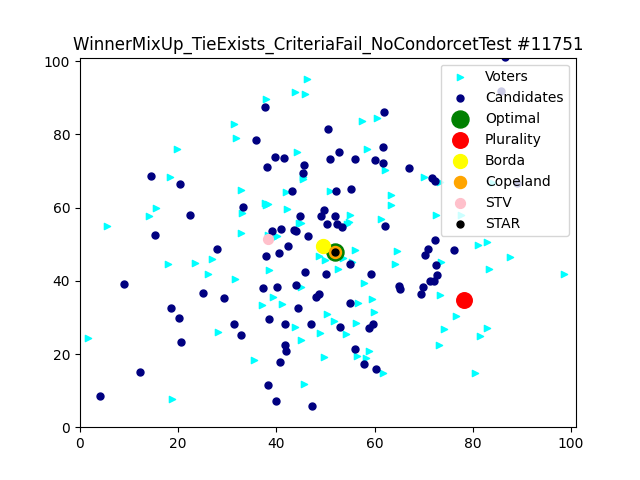 WinnerMixUp_TieExists_CriteriaFail_NoCondorcetTest #11751
100
80
60
40
20
0
0 20 40 60 80 100
Voters
Candidates
Optimal
Plurality
Borda
Copeland
STV
STAR